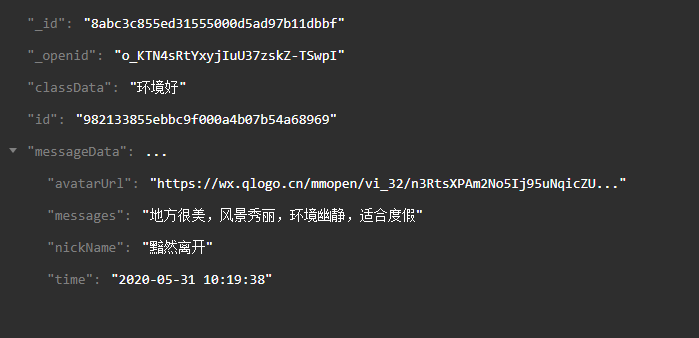 "_id": "8abc3c855ed31555000d5ad97b11dbbf"
"_openid": "o_KTN4sRtYxyjIuU37zskZ-TSwpI"
"classData": "环境好"
"id": "982133855ebbc9f000a4b07b54a68969"
"messageData": ...
"avatarUrl": "https://wx.qlogo.cn/mmopen/vi_32/n3RtsXPAm2No5Ij95uNqicZU..."
"messages": "地方很美，风景秀丽，环境幽静，适合度假"
"nickName": "黯然离开"
"time": "2020-05-31 10:19:38"